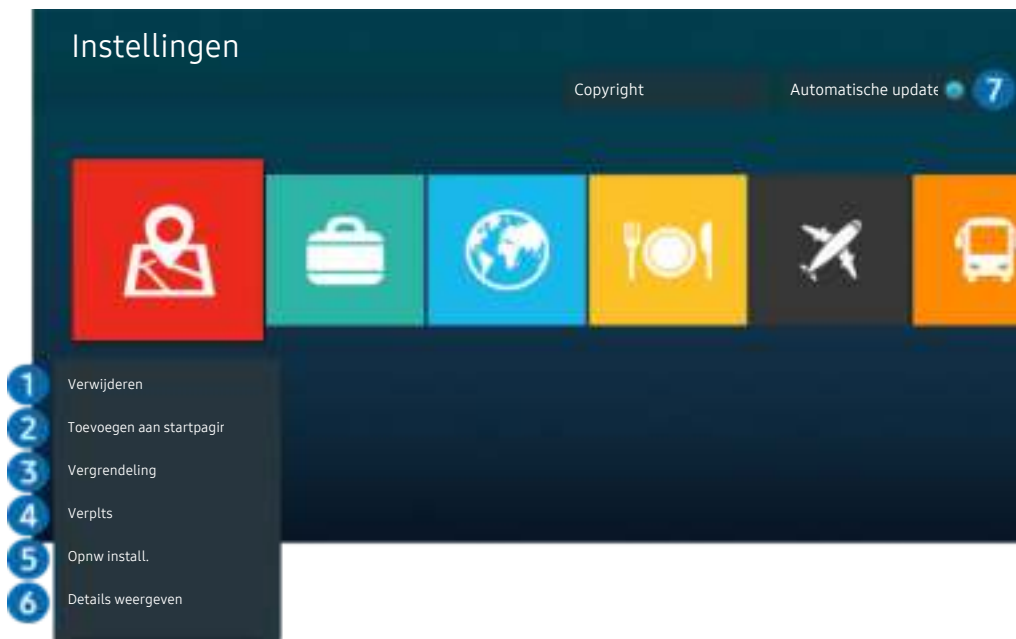 Instellingen
Copyright
Automatische update
7
1 Verwijderen
2 Toevoegen aan startpagir
3 Vergrendeling
4 Verplts
5 Opnw install.
6 Details weergeven